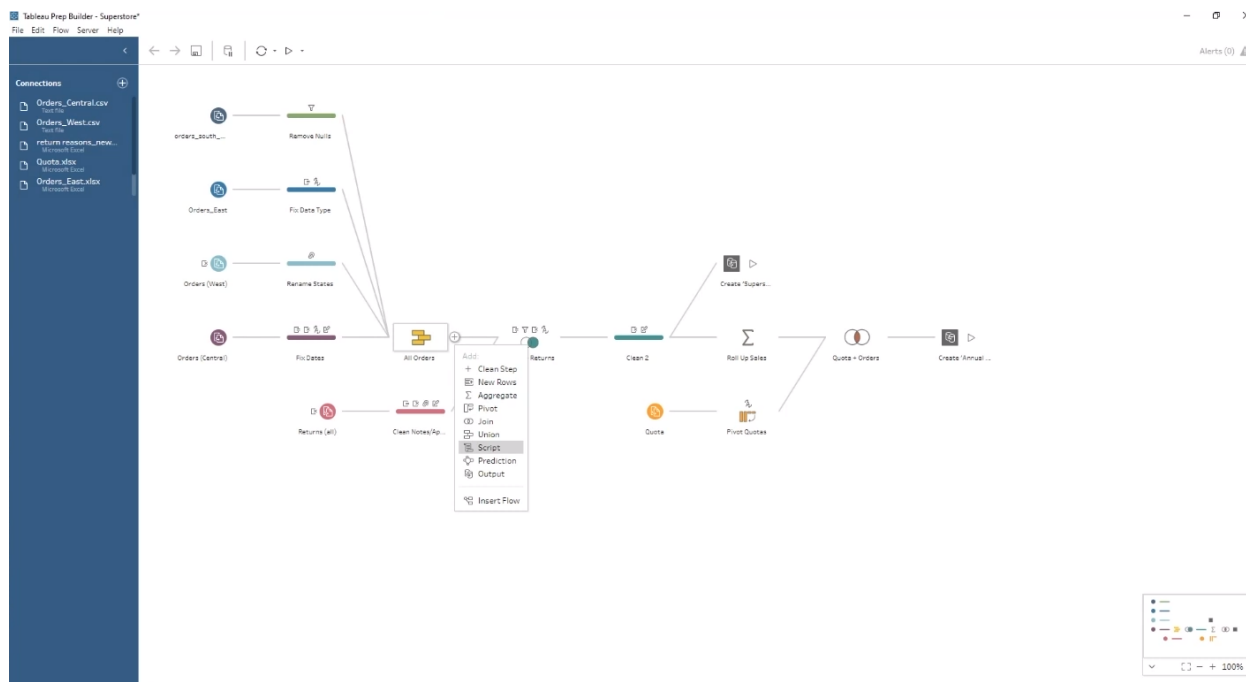 Tableau Prep Builder - Superstore*
File Edit Flow Server Help
Alerts (0)
Connections
Orders_Central.csv
Text file
Orders_West.csv
Text file
return reasons_new...
Microsoft Excel
Quota.xlsx
Microsoft Excel
Orders_East.xlsx
Microsoft Excel
orders_south_...
Remove Nulls
Orders_East
Fix Data Type
Orders (West)
Rename States
Create 'Supers...
Orders (Central)
Fix Dates
All Orders
Returns
Clean 2
Roll Up Sales
Quota + Orders
Create 'Annual ...
Returns (all)
Clean Notes/Ap...
Quota
Pivot Quotas
Add:
Clean Step
New Rows
Aggregate
Pivot
Join
Union
Script
Prediction
Output
Insert Flow
100%